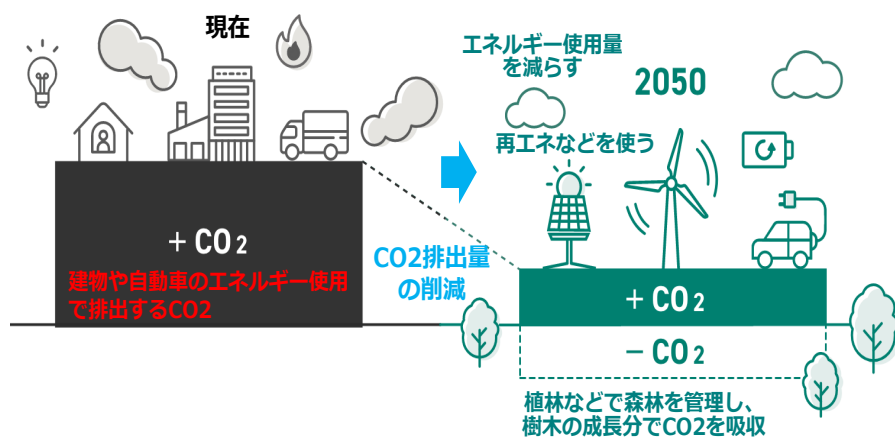 現在
+ CO2
建物や自動車のエネルギー使用
で排出するCO2
CO2排出量
の削減
エネルギー使用量
を減らす
2050
再エネなどを使う
+ CO2
− CO2
植林などで森林を管理し、
樹木の成長分でCO2を吸収